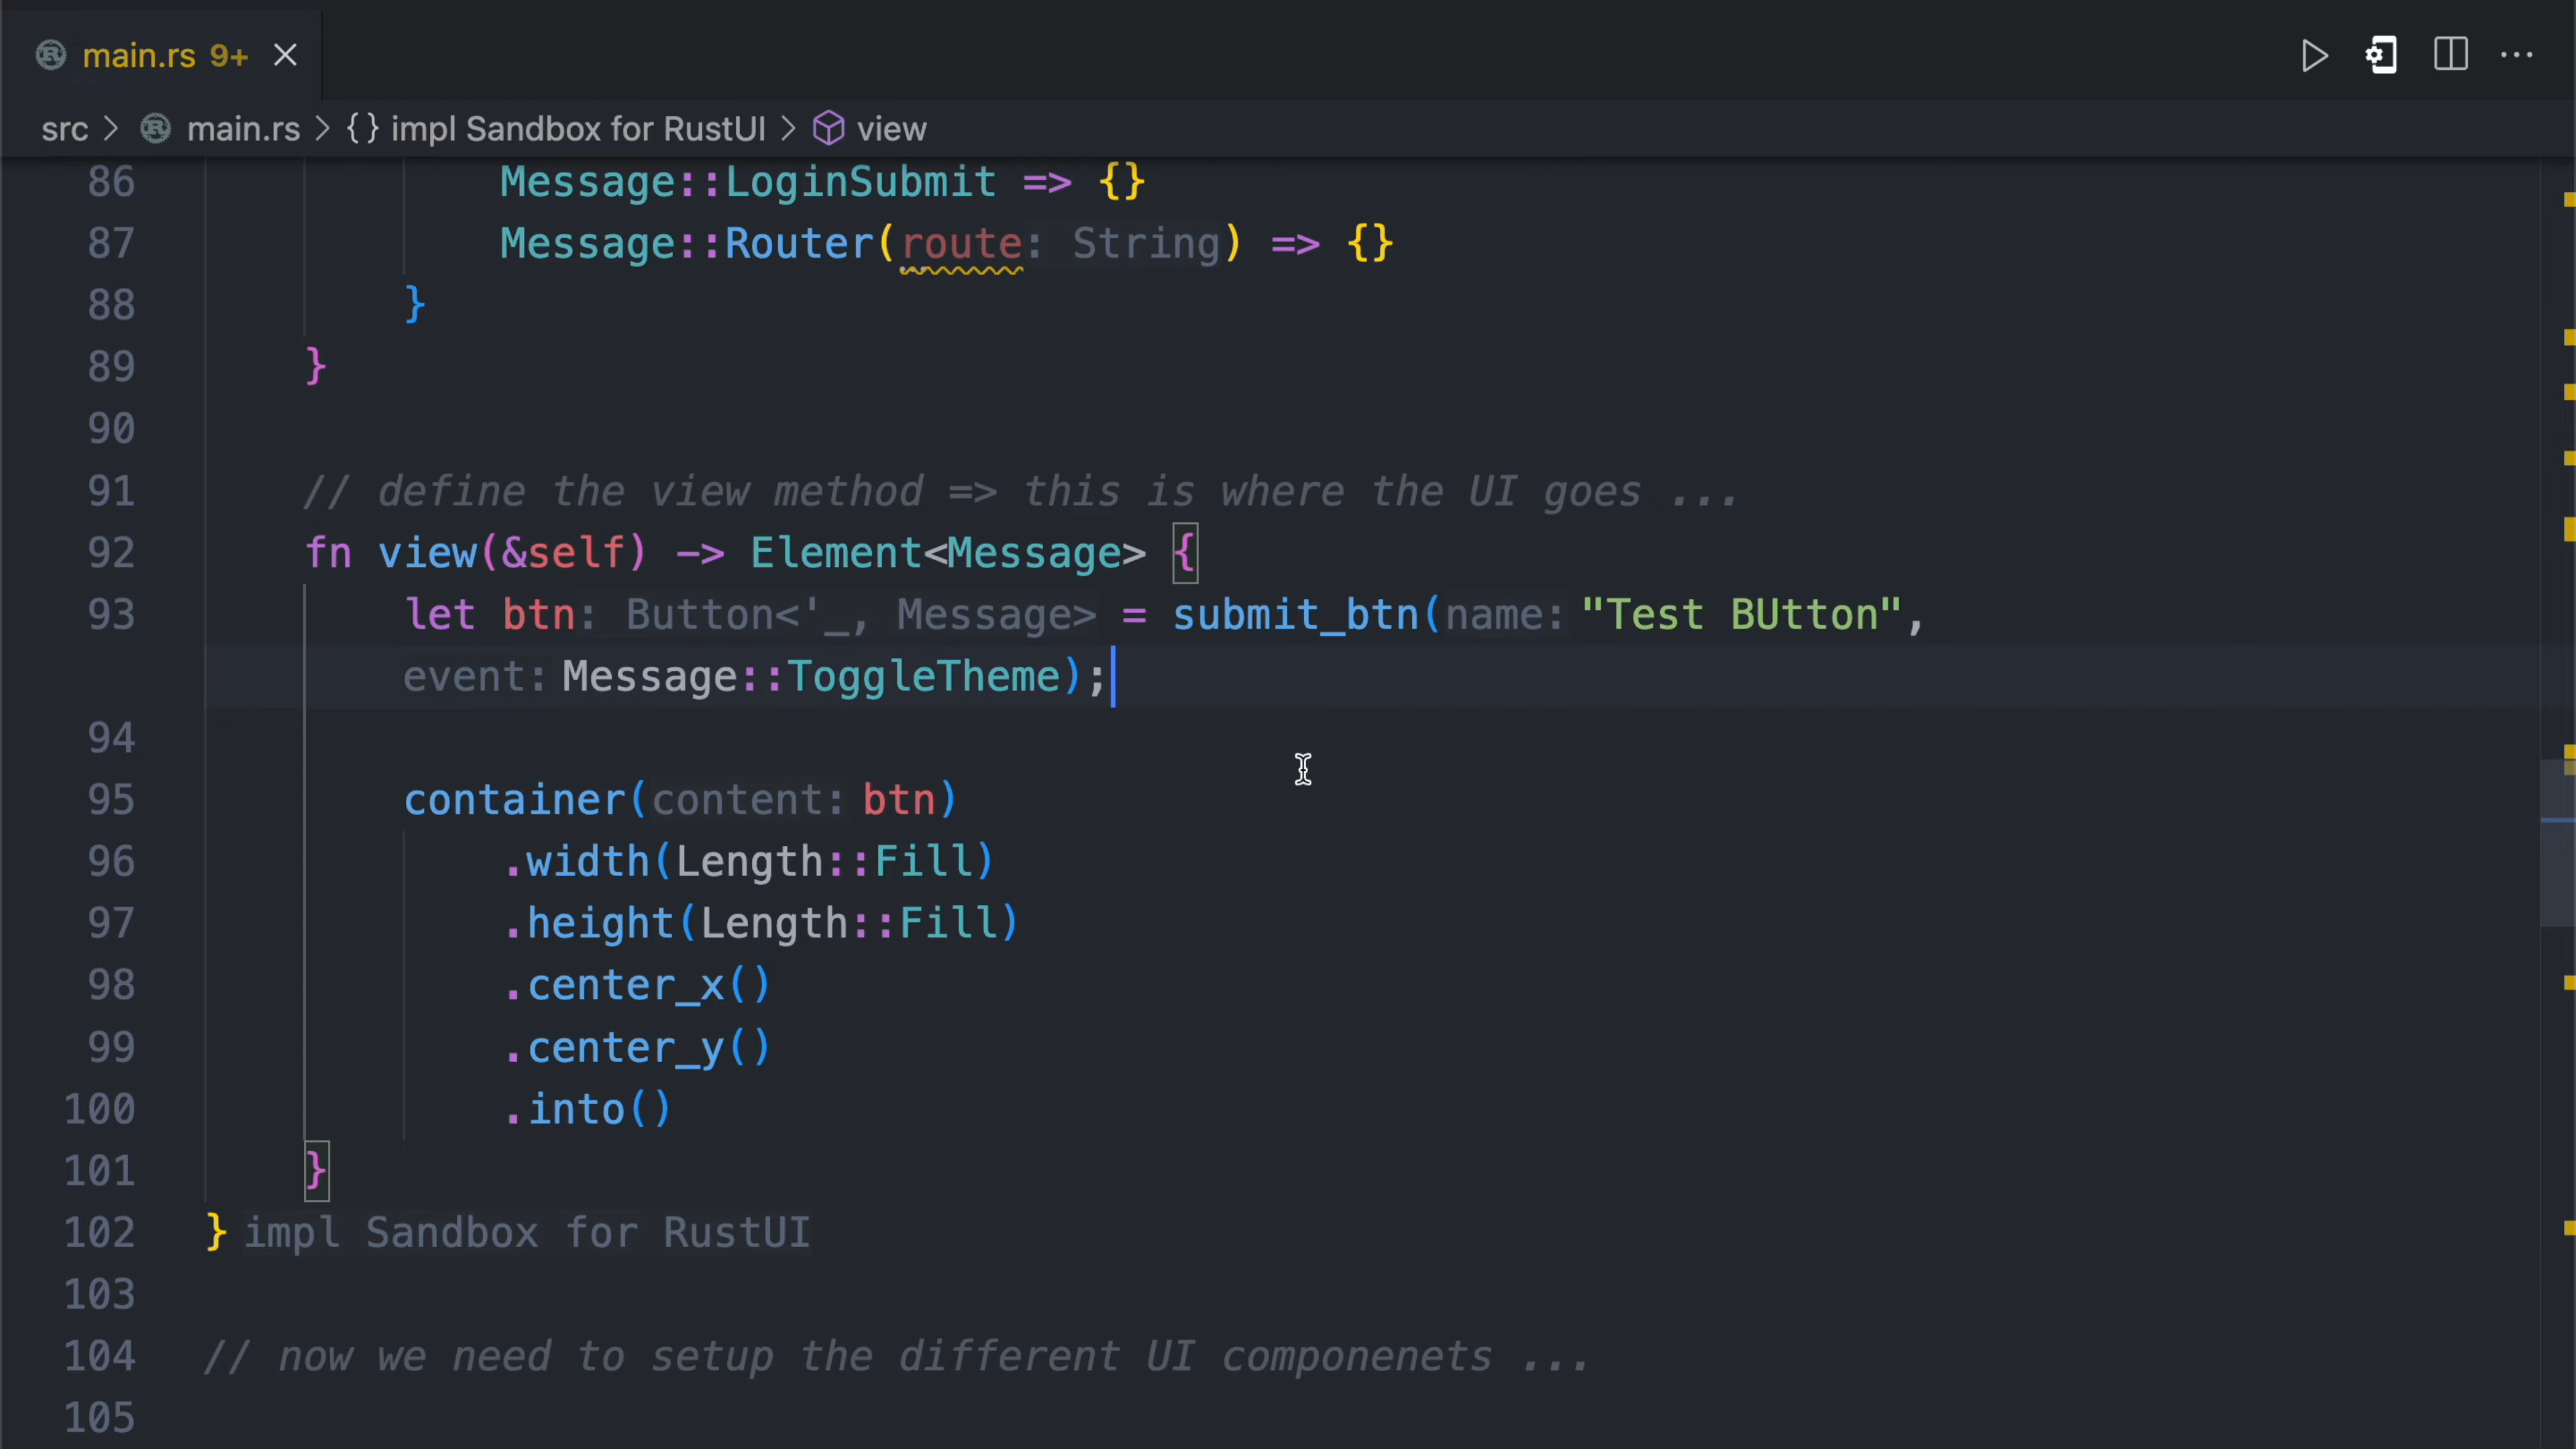 main.rs 9+
src > main.rs > {} impl Sandbox for RustUI > view
86 Message::LoginSubmit => {}
87 Message::Router(route: String) => {}
88 }
89 }
90
91 // define the view method => this is where the UI goes ...
92 fn view(&self) -> Element<Message> {
93 let btn: Button<'_, Message> = submit_btn(name: "Test BUtton",
event: Message::ToggleTheme);
94
95 container(content: btn)
96 .width(Length::Fill)
97 .height(Length::Fill)
98 .center_x()
99 .center_y()
100 .into()
101 }
102 } impl Sandbox for RustUI
103
104 // now we need to setup the different UI componenets ...
105